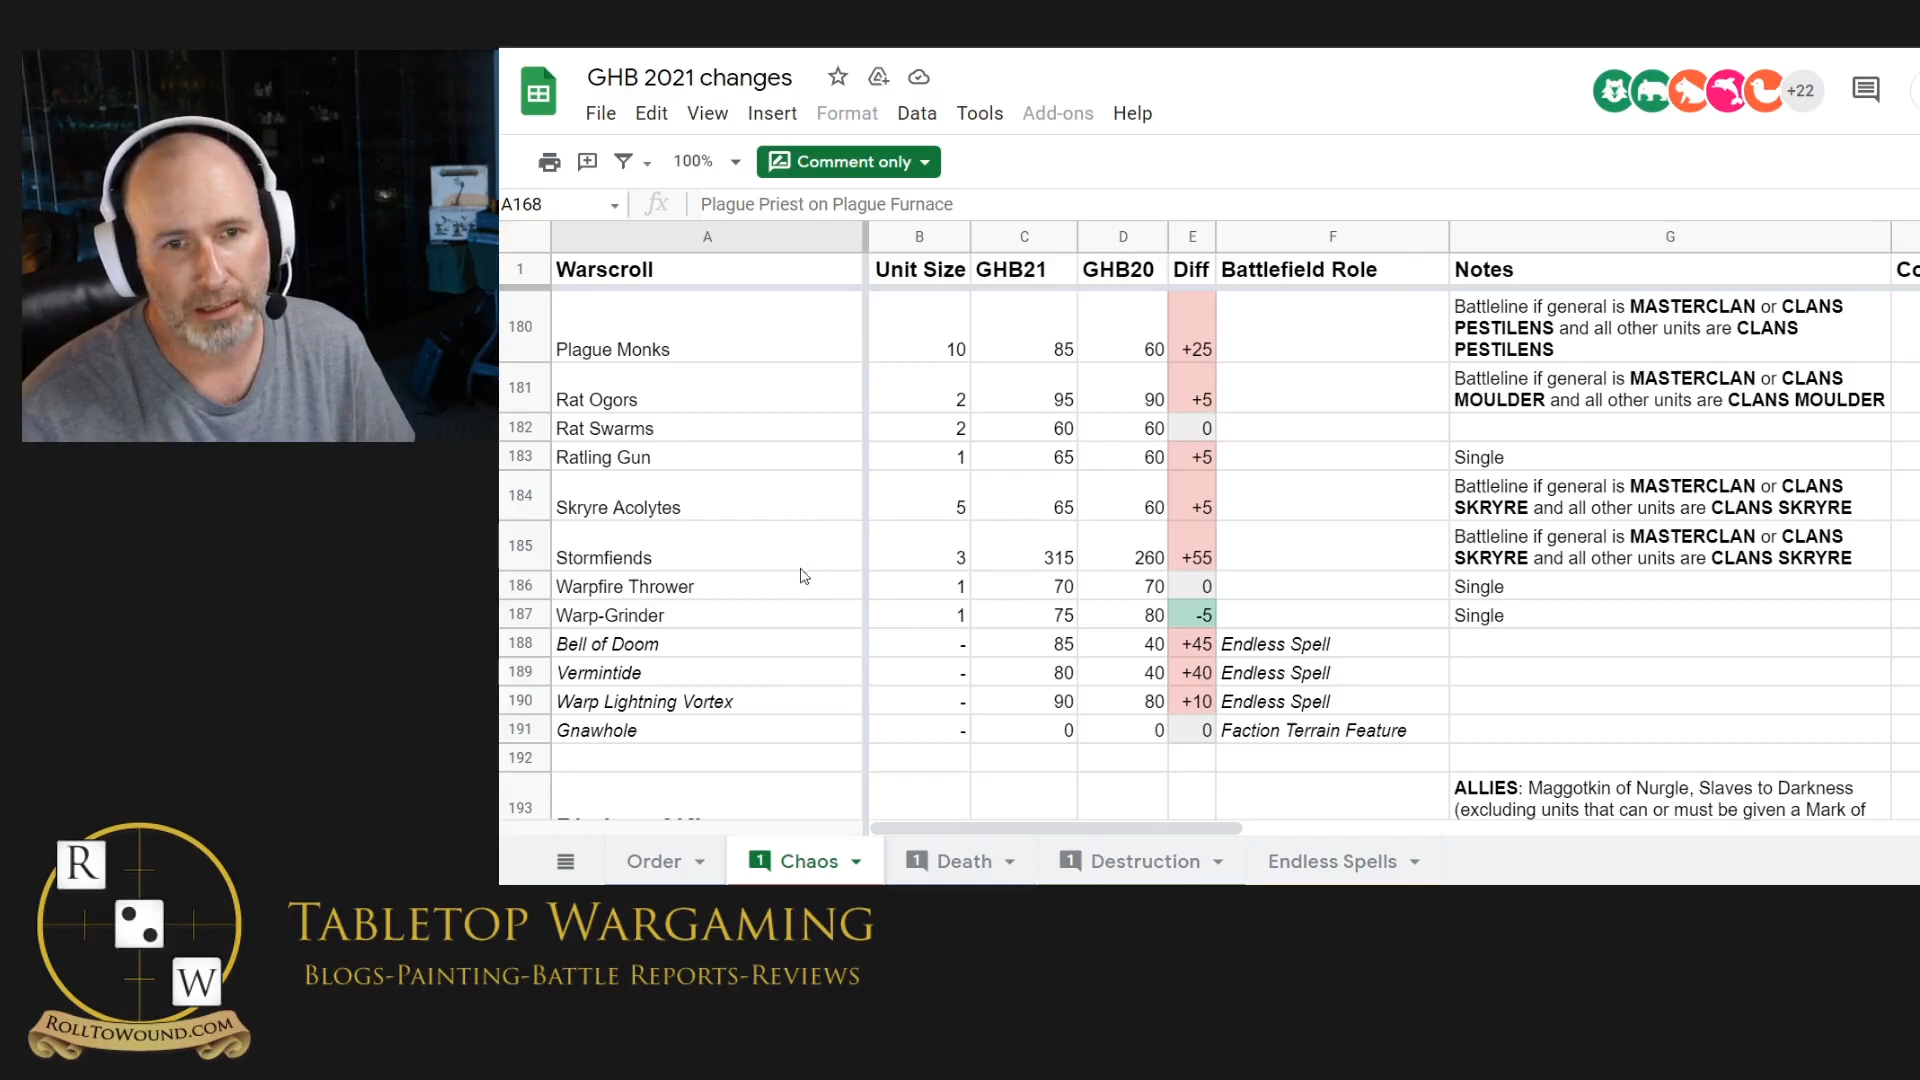 GHB 2021 changes
+22
File Edit View Insert Format Data Tools Add-ons Help
100% Comment only
A168 fx Plague Priest on Plague Furnace
A B C D E F G
1 Warscroll Unit Size GHB21 GHB20 Diff Battlefield Role Notes Co
180 Plague Monks 10 85 60 +25 Battleline if general is MASTERCLAN or CLANS
PESTILENS and all other units are CLANS
PESTILENS
181 Rat Ogors 2 95 90 +5 Battleline if general is MASTERCLAN or CLANS
MOULDER and all other units are CLANS MOULDER
182 Rat Swarms 2 60 60 0
183 Ratling Gun 1 65 60 +5 Single
184 Skryre Acolytes 5 65 60 +5 Battleline if general is MASTERCLAN or CLANS
SKRYRE and all other units are CLANS SKRYRE
185 Stormfiends 3 315 260 +55 Battleline if general is MASTERCLAN or CLANS
SKRYRE and all other units are CLANS SKRYRE
186 Warpfire Thrower 1 70 70 0 Single
187 Warp-Grinder 1 75 80 -5 Single
188 Bell of Doom - 85 40 +45 Endless Spell
189 Vermintide - 80 40 +40 Endless Spell
190 Warp Lightning Vortex - 90 80 +10 Endless Spell
191 Gnawhole - 0 0 0 Faction Terrain Feature
192
193 ALLIES: Maggotkin of Nurgle, Slaves to Darkness
(excluding units that can or must be given a Mark of
Order 1 Chaos 1 Death 1 Destruction Endless Spells
R
W
ROLLTOWOUND.COM
TABLETOP WARGAMING
BLOGS-PAINTING-BATTLE REPORTS-REVIEWS